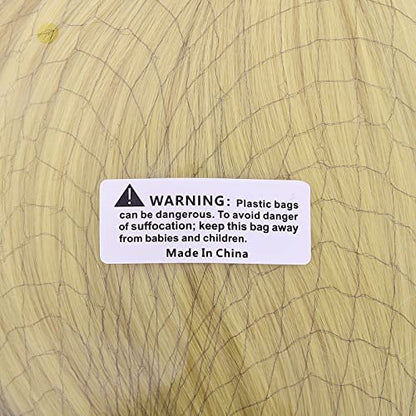 WARNING: Plastic bags
can be dangerous. To avoid danger
of suffocation; keep this bag away
from babies and children.
Made In China